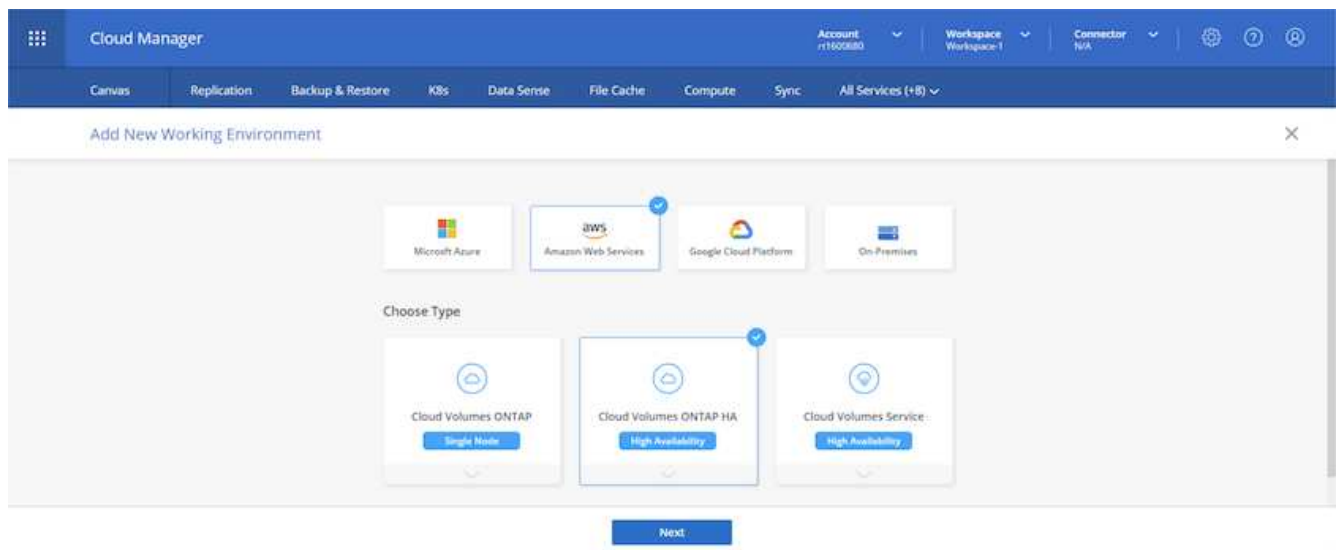 Cloud Manager
Account
rt1600680
Workspace
Workspace-1
Connector
N/A
Canvas
Replication
Backup & Restore
K8s
Data Sense
File Cache
Compute
Sync
All Services (+8)
Add New Working Environment
Microsoft Azure
aws
Amazon Web Services
Google Cloud Platform
On-Premises
Choose Type
Cloud Volumes ONTAP
Single Node
Cloud Volumes ONTAP HA
High Availability
Cloud Volumes Service
High Availability
Next